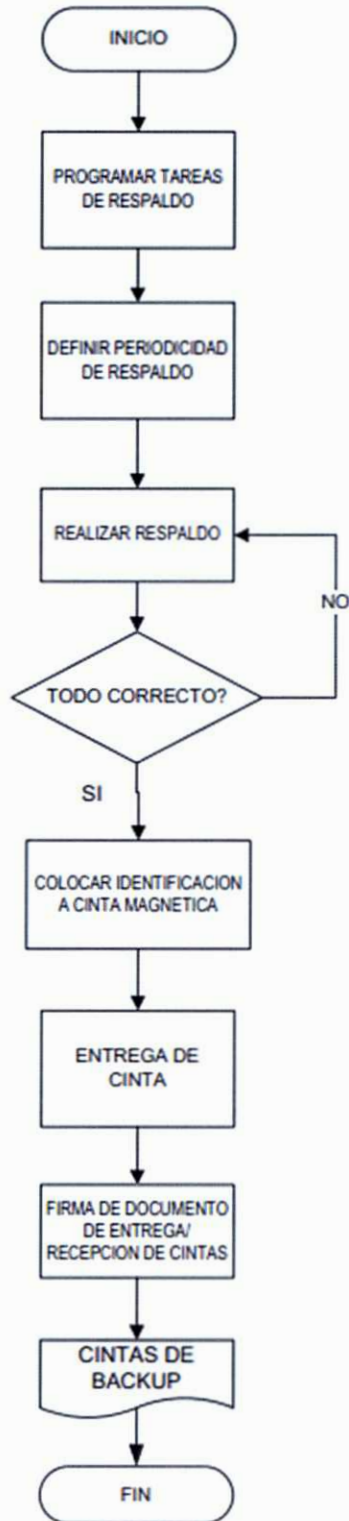 INICIO
PROGRAMAR TAREAS
DE RESPALDO
DEFINIR PERIODICIDAD
DE RESPALDO
REALIZAR RESPALDO
NO
TODO CORRECTO?
SI
COLOCAR IDENTIFICACION
A CINTA MAGNETICA
ENTREGA DE
CINTA
FIRMA DE DOCUMENTO
DE ENTREGA/
RECEPCION DE CINTAS
CINTAS DE
BACKUP
FIN